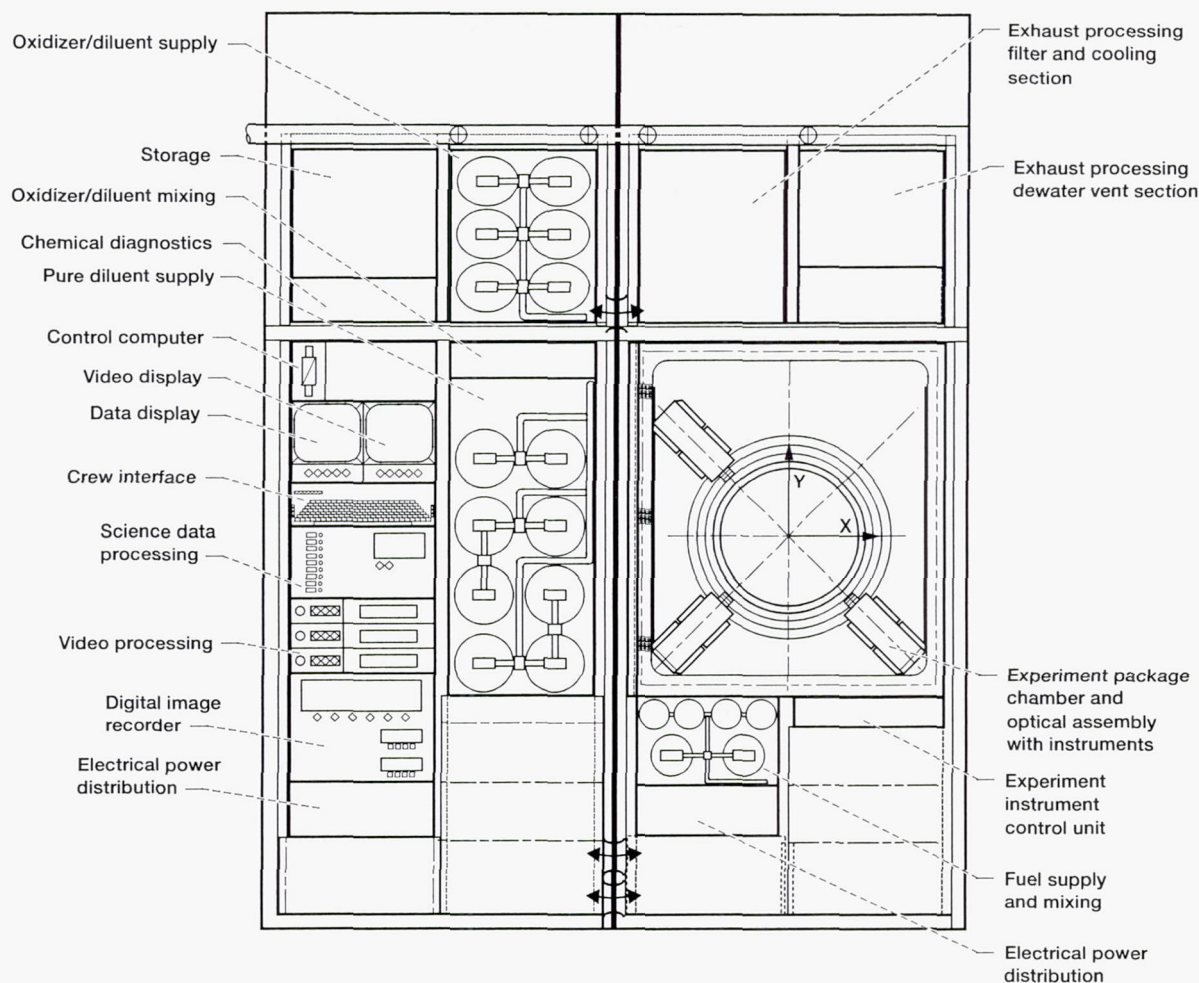 Oxidizer/diluent supply
Storage
Oxidizer/diluent mixing
Chemical diagnostics
Pure diluent supply
Control computer
Video display
Data display
Crew interface
Science data
processing
Video processing
Digital image
recorder
Electrical power
distribution
Y
X
Exhaust processing
filter and cooling
section
Exhaust processing
dewater vent section
Experiment package
chamber and
optical assembly
with instruments
Experiment
instrument
control unit
Fuel supply
and mixing
Electrical power
distribution